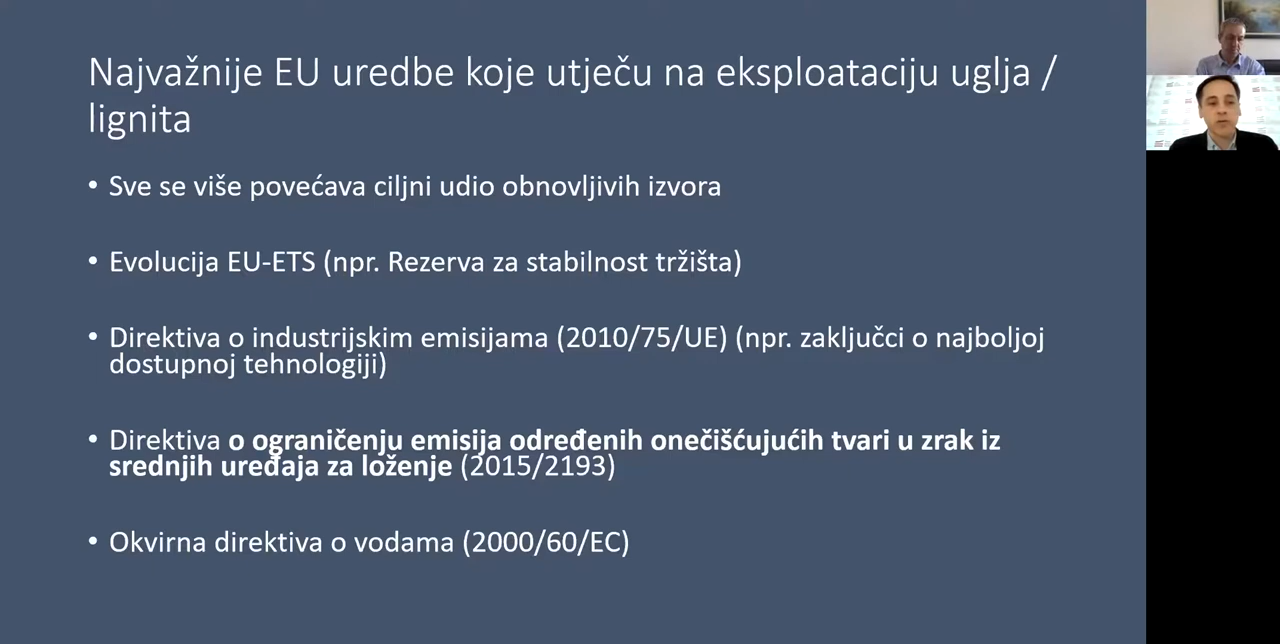 Najvažnije EU uredbe koje utječu na eksploataciju uglja /
lignita
• Sve se više povećava ciljni udio obnovljivih izvora
• Evolucija EU-ETS (npr. Rezerva za stabilnost tržišta)
• Direktiva o industrijskim emisijama (2010/75/UE) (npr. zaključci o najboljoj
dostupnoj tehnologiji)
• Direktiva o ograničenju emisija određenih onečišćujućih tvari u zrak iz
srednjih uređaja za loženje (2015/2193)
• Okvirna direktiva o vodama (2000/60/EC)